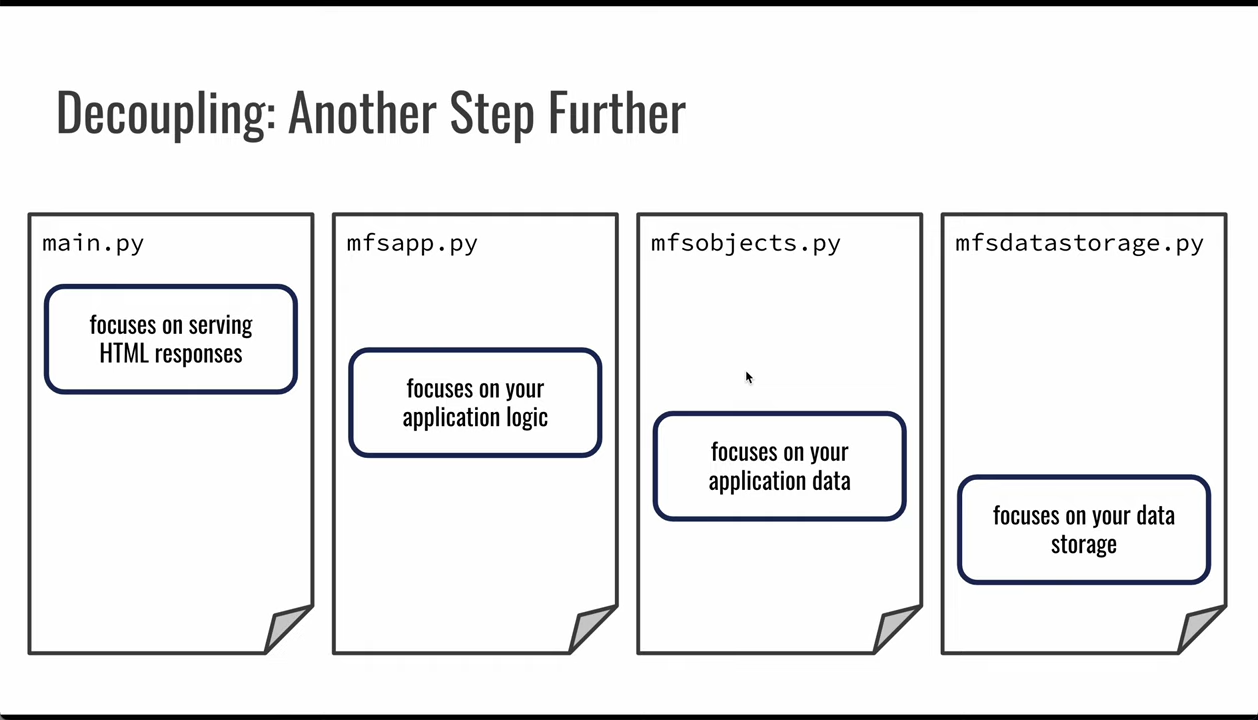 Decoupling: Another Step Further
main.py
focuses on serving
HTML responses
mfsapp.py
focuses on your
application logic
mfsobjects.py
focuses on your
application data
mfsdatastorage.py
focuses on your data
storage